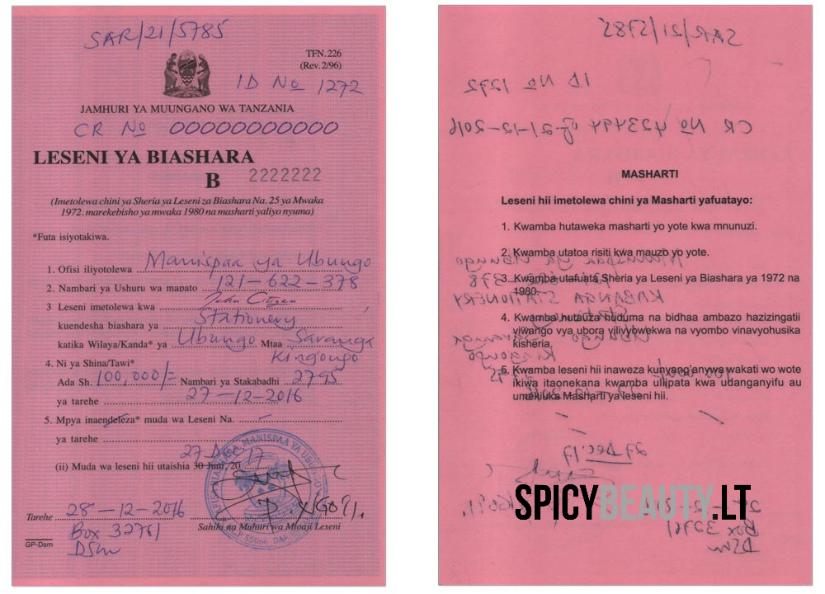 SAR/21/5785
TFN. 226
(Rev. 2/96)
ID No 1272
JAMHURI YA MUUNGANO WA TANZANIA
CR No 00000000000
LESENI YA BIASHARA
B 2222222
(Imetolewa chini ya Sheria ya Leseni za Biashara Na. 25 ya Mwaka
1972. marekebisho ya mwaka 1980 na masharti yaliyo nyuma)
*Futa isiyotakiwa.
1. Ofisi iliyotolewa Manispaa ya Ubungo
2. Nambari ya Ushuru wa mapato 121-622-378
3 Leseni imetolewa kwa John Citizen
kuendesha biashara ya Stationery
katika Wilaya/Kanda* ya Ubungo Mtaa Saranga
Kingongo
4. Ni ya Shina/Tawi*
Ada Sh. 100,000/= Nambari ya Stakabadhi 2795
ya tarehe 27-12-2016
5. Mpya inaendeleza* muda wa Leseni Na. -
ya tarehe
27 Dec 17
(ii) Muda wa leseni hii utaishia 30 Juni, 20
Tarehe 28-12-2016
Sahihi na Muhuri wa Mtoaji Leseni
Box 32761
GP-Dsm
DSm
SAR/21/5785
ID No 1272
CR No 423494 of 21-12-2016
MASHARTI
Leseni hii imetolewa chini ya Masharti yafuatayo:
1. Kwamba hutaweka masharti yo yote kwa mnunuzi.
2. Kwamba utatoa risiti kwa mauzo yo yote.
3. Kwamba utafuata Sheria ya Leseni ya Biashara ya 1972 na
1980.
4. Kwamba hutauza huduma na bidhaa ambazo hazizingatii
viwango vya ubora vilivyowekwa na vyombo vinavyohusika
kisheria.
5. Kwamba leseni hii inaweza kunyang'anywa wakati wo wote
ikiwa itaonekana kwamba ulipata kwa udanganyifu au
umekiuka Masharti ya leseni hii.
27 Dec 17
SPICYBEAUTY.LT
Box 32761
DSm